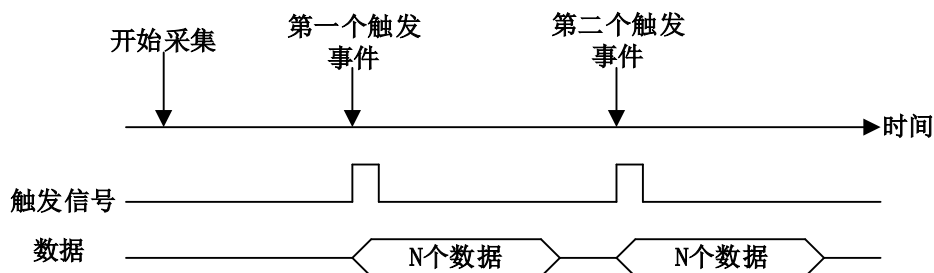 开始采集
第一个触发
事件
第二个触发
事件
时间
触发信号
数据
N个数据
N个数据